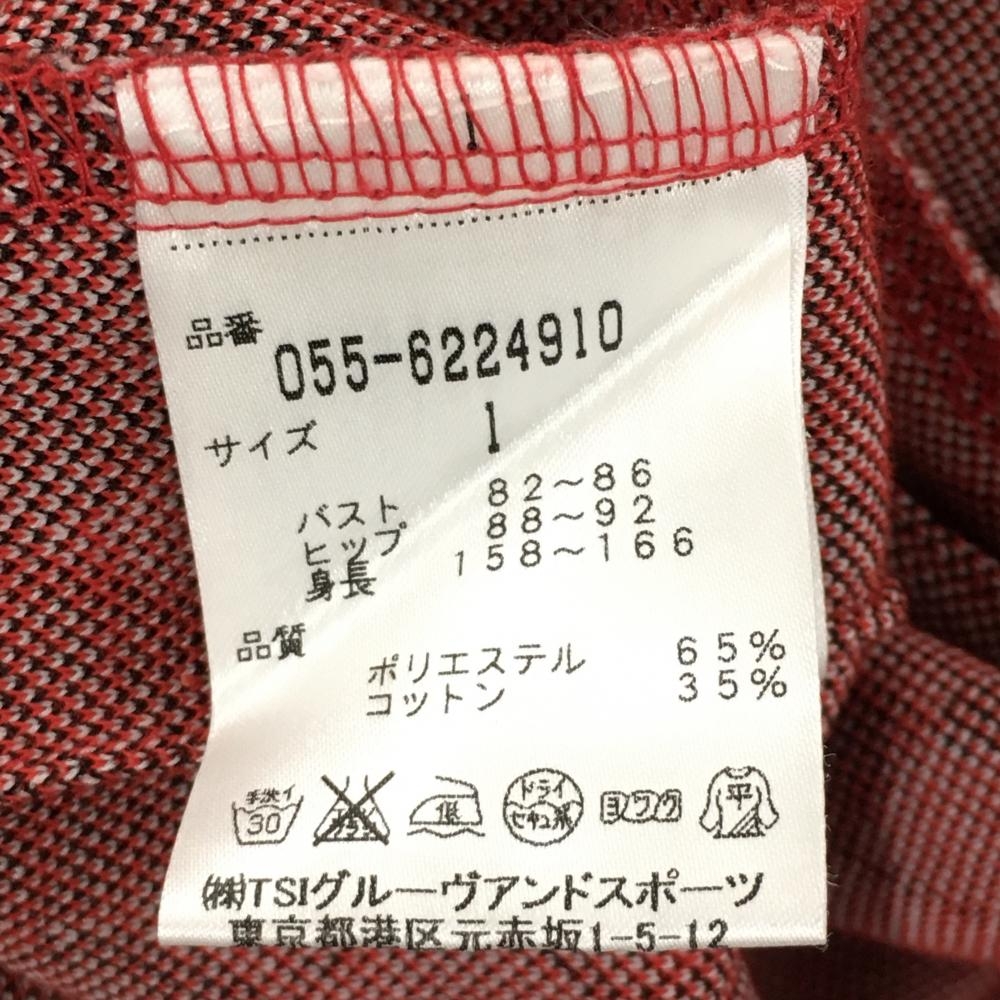 品番 055-6224910
サイズ 1
バスト 82～86
ヒップ 88～92
身長 158～166
品質 ポリエステル 65%
コットン 35%
手洗イ 30 低 ドライ セキユ系 ヨワク 平
㈱TSIグルーヴアンドスポーツ
東京都港区元赤坂1-5-12